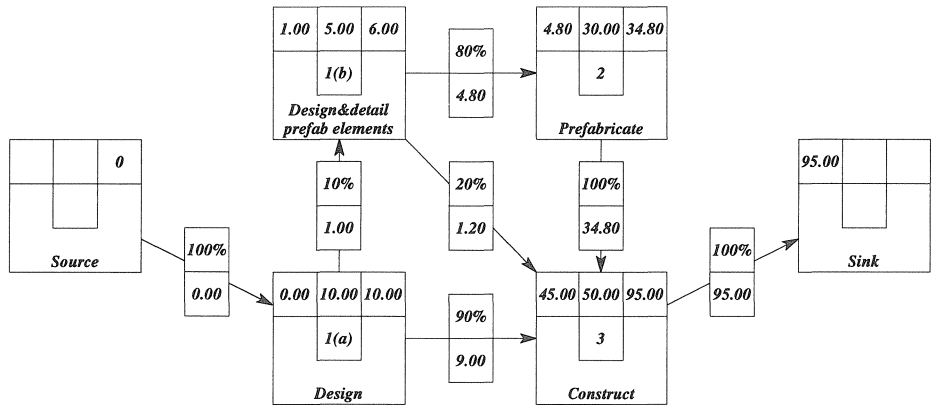 1.00 5.00 6.00
1(b)
Design&detail
prefab elements
80%
4.80
4.80 30.00 34.80
2
Prefabricate
0
Source
10%
1.00
20%
1.20
100%
34.80
95.00
Sink
100%
0.00
0.00 10.00 10.00
1(a)
Design
90%
9.00
45.00 50.00 95.00
3
Construct
100%
95.00